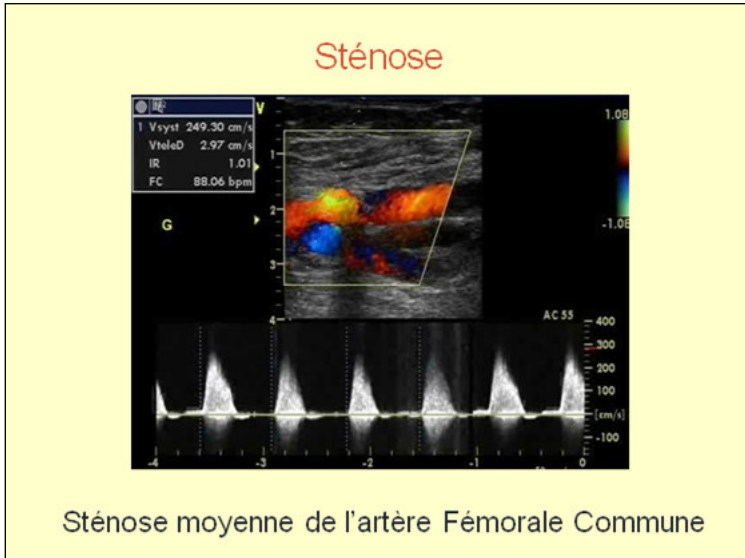 Sténose
V
1 Vsyst 249.30 cm/s
VteleD 2.97 cm/s
IR 1.01
FC 88.06 bpm
1.08
-1.08
1
2
3
4
G
AC 55
400
300
200
100
[cm/s]
-100
-4 -3 -2 -1 0
Sténose moyenne de l'artère Fémorale Commune